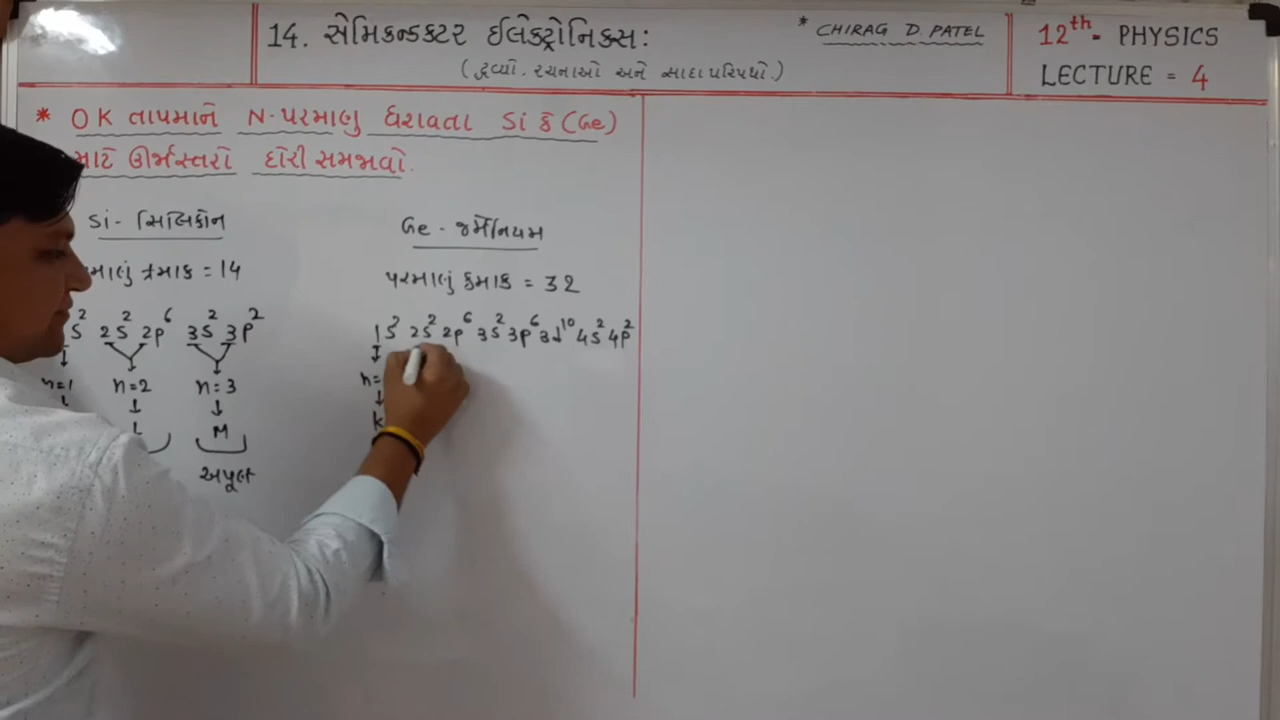 14. સેમિકન્ડક્ટર ઈલેક્ટ્રોનિક્સ:
(દ્રવ્યો, રચનાઓ અને સાદા પરિપથો.)
* CHIRAG D. PATEL
12th - PHYSICS
LECTURE = 4
* 0 K તાપમાને N-પરમાણુ ધરાવતા Si કે (Ge)
માટે ઊર્જાસ્તરો દોરી સમજાવો.
Si - સિલિકોન
માણું ક્રમાંક = 14
S² 2S² 2p⁶ 3S² 3p²
n=1 n=2 n=3
L M
અપૂર્ણ
Ge - જર્મેનિયમ
પરમાણું ક્રમાંક = 32
1S² 2S² 2p⁶ 3S² 3p⁶ 3d¹⁰ 4S² 4p²
n=
k